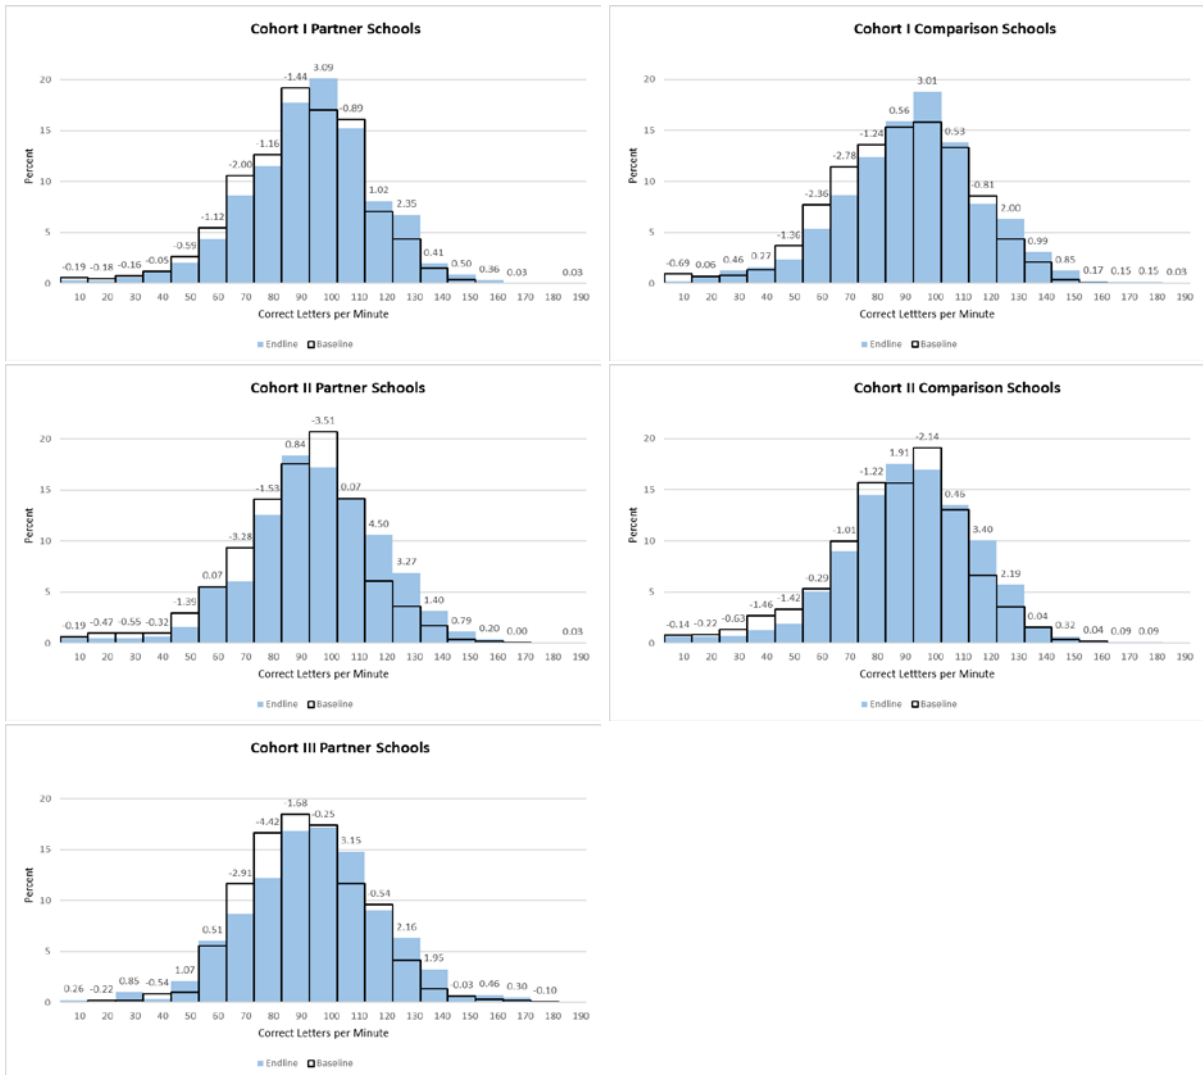 Cohort I Partner Schools
20
15
10
5
0
Percent
-0.19 -0.18 -0.16 -0.05 -0.59 -1.12 -2.00 -1.16 -1.44 3.09 -0.89 1.02 2.35 0.41 0.50 0.36 0.03 0.03
10 20 30 40 50 60 70 80 90 100 110 120 130 140 150 160 170 180 190
Correct Letters per Minute
Endline Baseline
Cohort I Comparison Schools
20
15
10
5
0
Percent
-0.69 0.06 0.46 0.27 -1.36 -2.36 -2.78 -1.24 0.56 3.01 0.53 -0.81 2.00 0.99 0.85 0.17 0.15 0.15 0.03
10 20 30 40 50 60 70 80 90 100 110 120 130 140 150 160 170 180 190
Correct Lettters per Minute
Endline Baseline
Cohort II Partner Schools
20
15
10
5
0
Percent
-0.19 -0.47 -0.55 -0.32 -1.39 0.07 -3.28 -1.53 0.84 -3.51 0.07 4.50 3.27 1.40 0.79 0.20 0.00 0.03
10 20 30 40 50 60 70 80 90 100 110 120 130 140 150 160 170 180 190
Correct Lettters per Minute
Endline Baseline
Cohort II Comparison Schools
20
15
10
5
0
Percent
-0.14 -0.22 -0.63 -1.46 -1.42 -0.29 -1.01 -1.22 1.91 -2.14 0.46 3.40 2.19 0.04 0.32 0.04 0.09 0.09
10 20 30 40 50 60 70 80 90 100 110 120 130 140 150 160 170 180 190
Correct Lettters per Minute
Endline Baseline
Cohort III Partner Schools
20
15
10
5
0
Percent
0.26 -0.22 0.85 -0.54 1.07 0.51 -2.91 -4.42 -1.68 -0.25 3.15 -0.54 2.16 1.95 -0.03 0.46 0.30 -0.10
10 20 30 40 50 60 70 80 90 100 110 120 130 140 150 160 170 180 190
Correct Letters per Minute
Endline Baseline